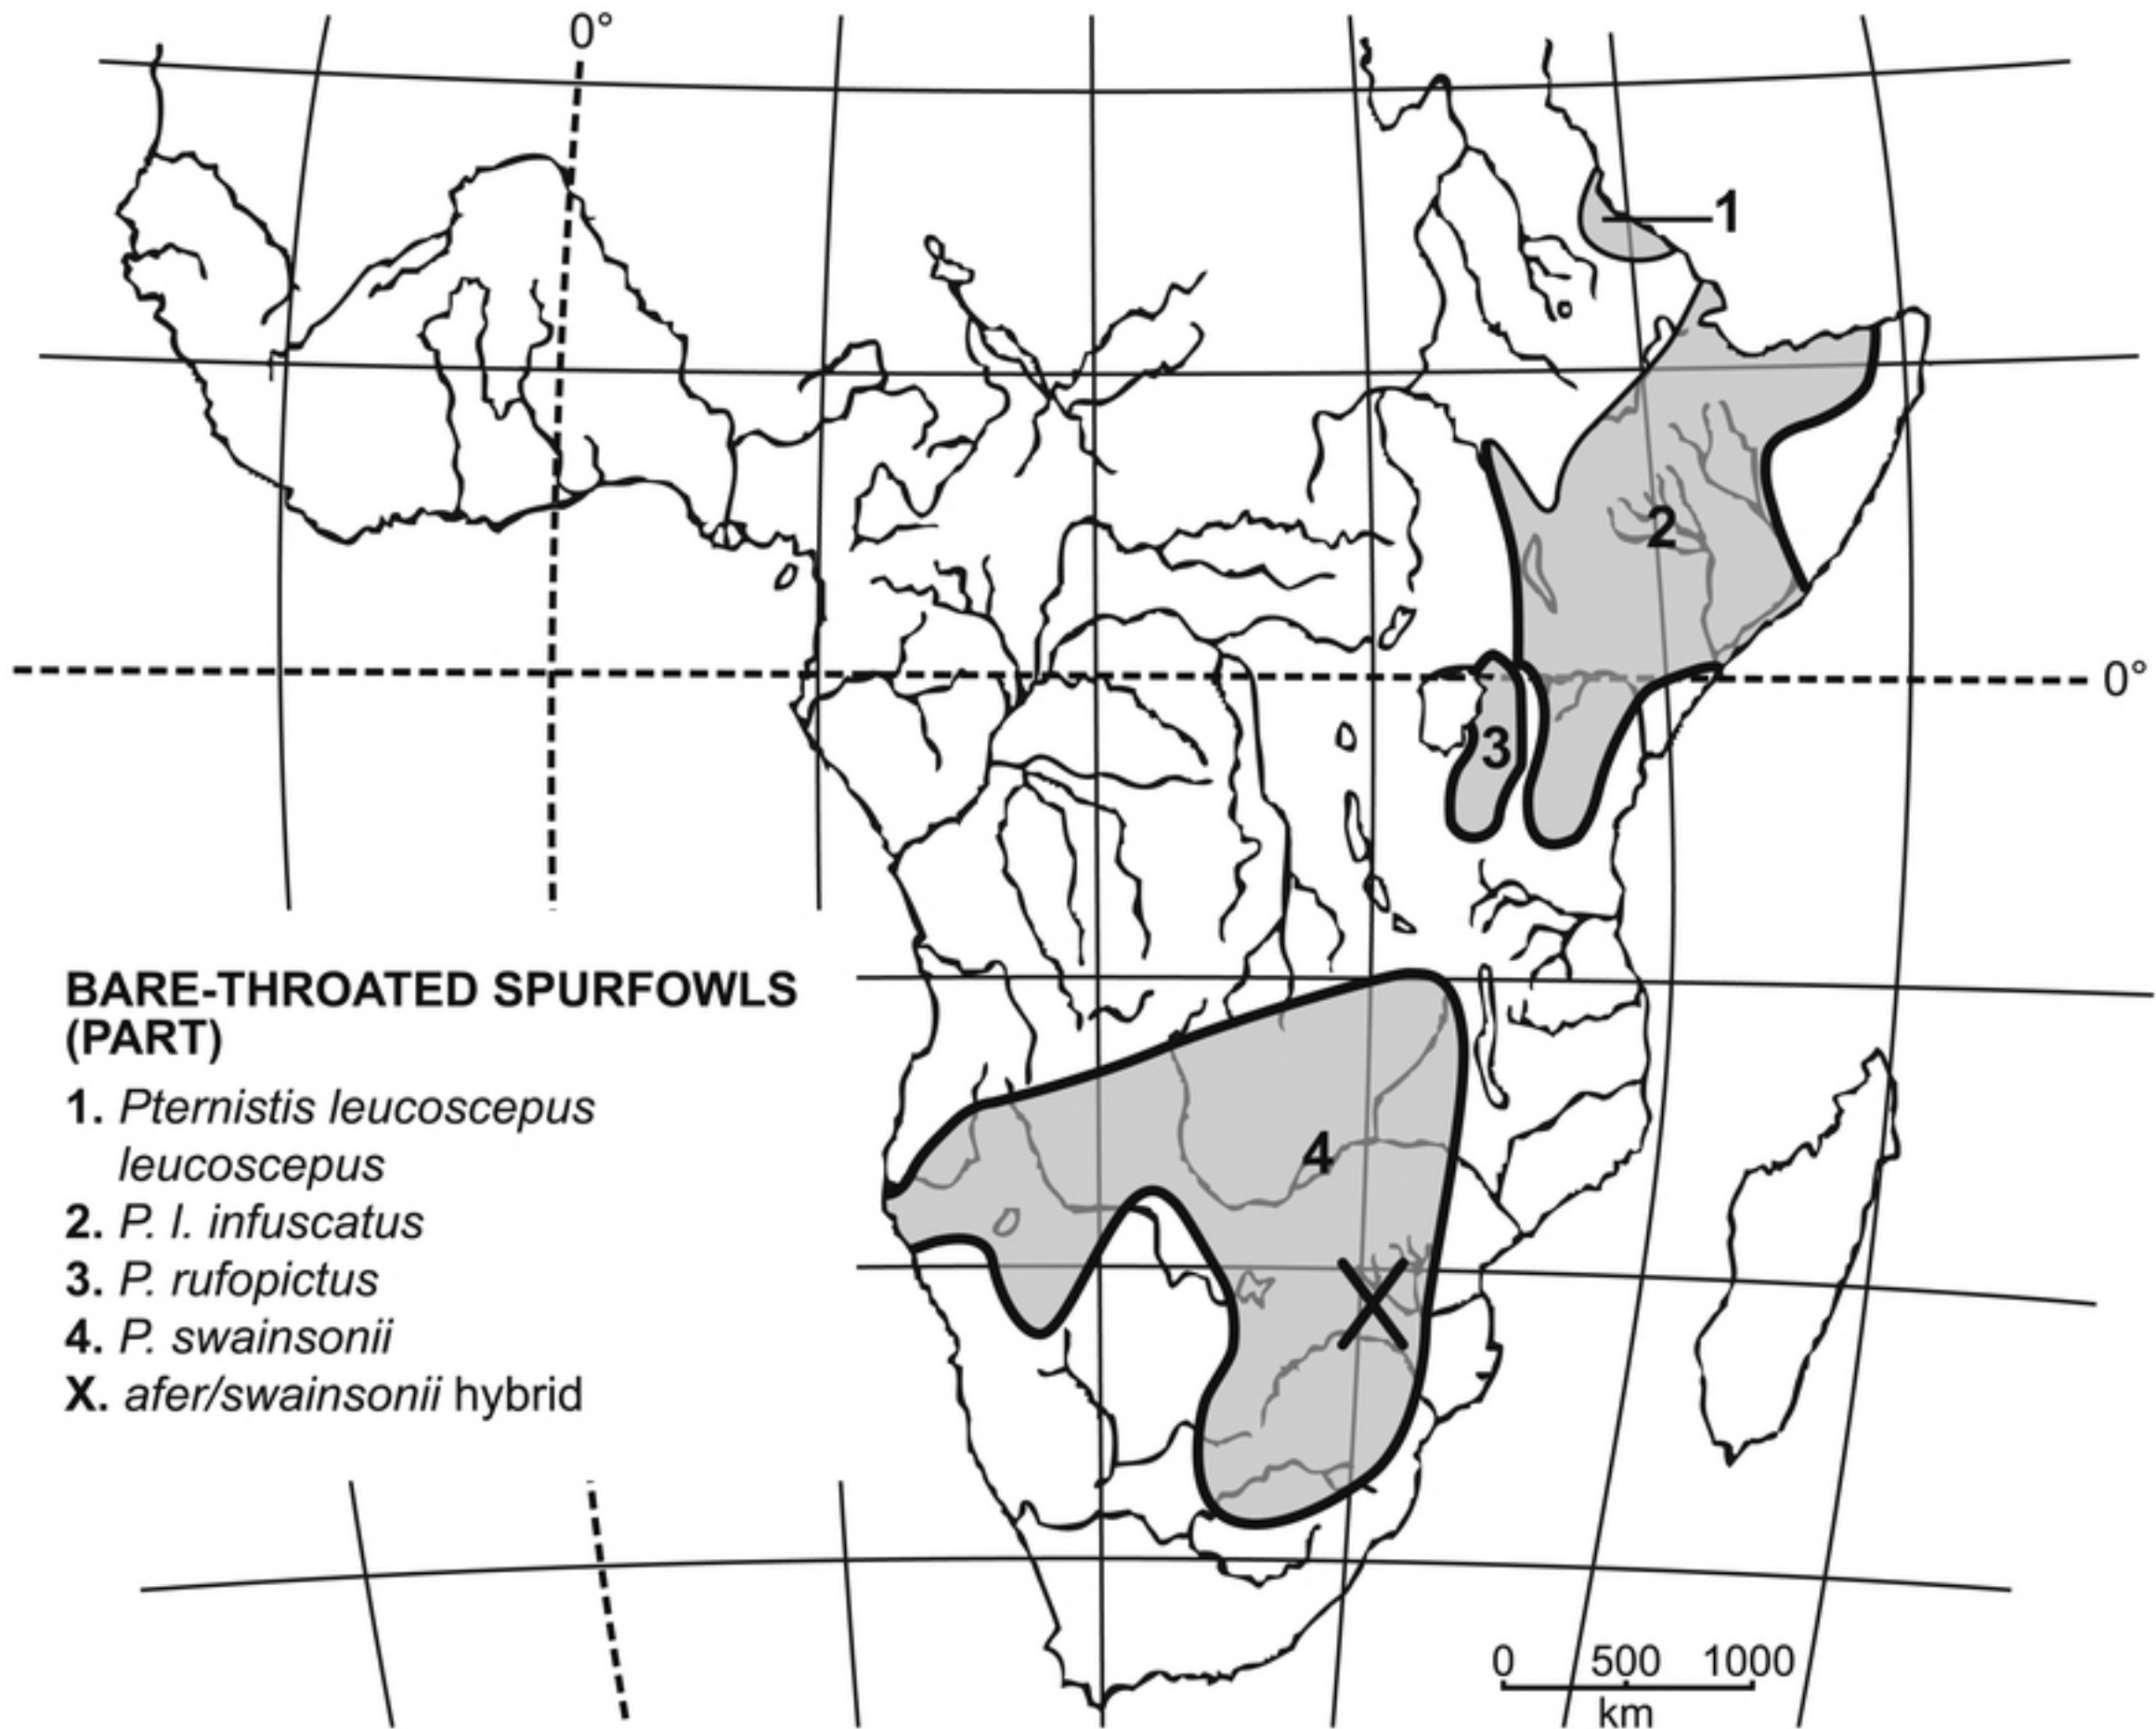 0°
1
2
0°
3
BARE-THROATED SPURFOWLS
(PART)
1. Pternistis leucoscepus
leucoscepus
2. P. l. infuscatus
3. P. rufopictus
4. P. swainsonii
X. afer/swainsonii hybrid
4
X
0 500 1000
km